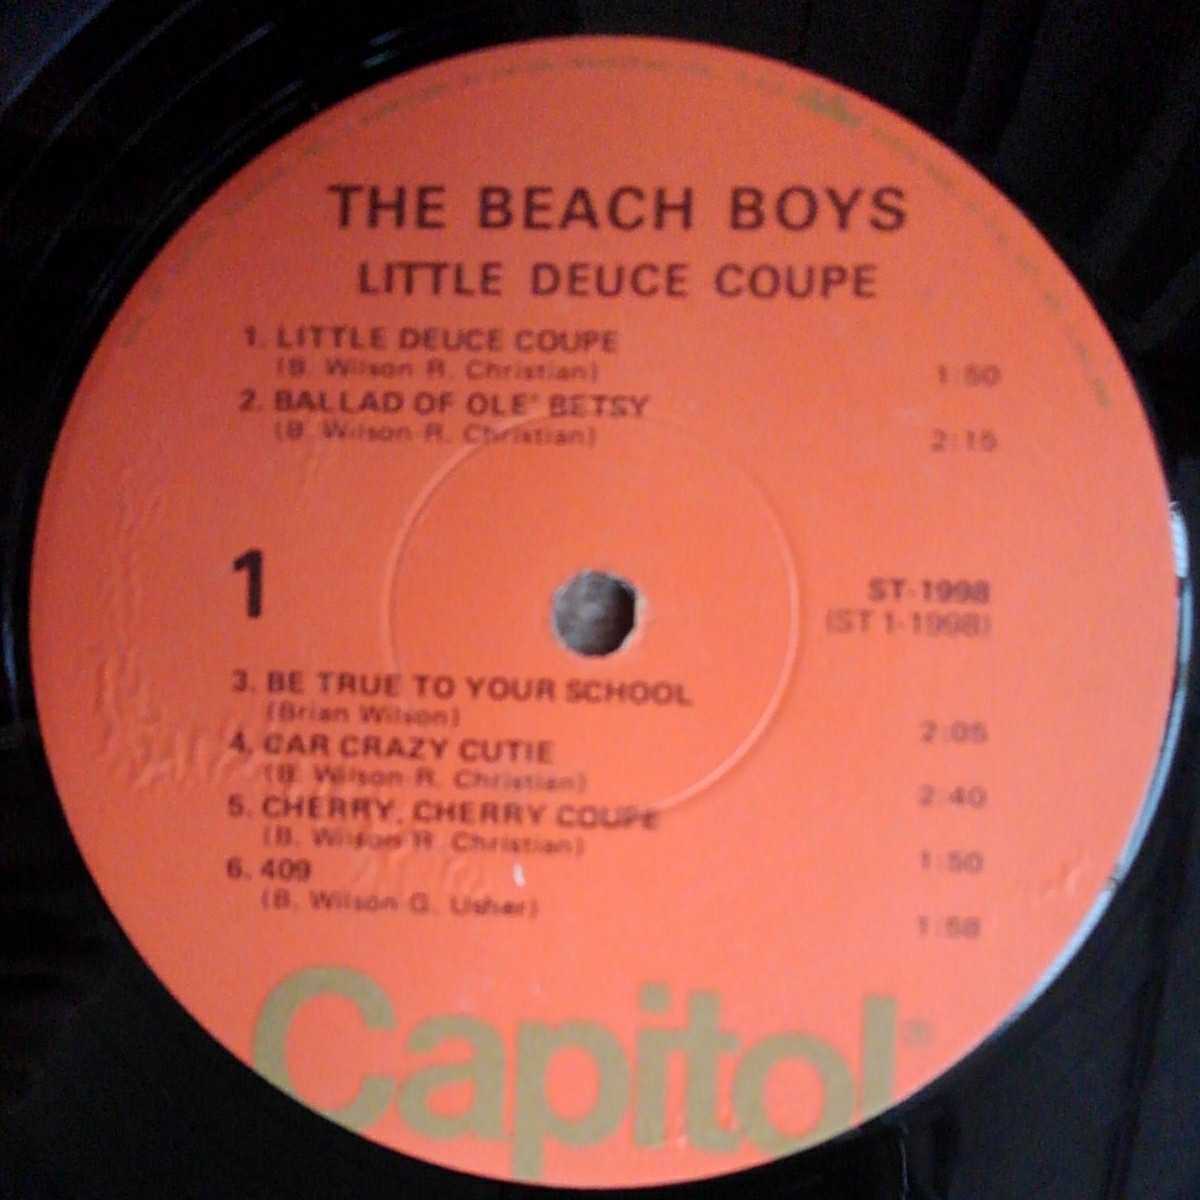 THE BEACH BOYS
LITTLE DEUCE COUPE
1. LITTLE DEUCE COUPE
(B. Wilson-R. Christian) 1:50
2. BALLAD OF OLE' BETSY
(B. Wilson-R. Christian) 2:15
1
ST-1998
(ST 1-1998)
3. BE TRUE TO YOUR SCHOOL
(Brian Wilson) 2:05
4. CAR CRAZY CUTIE
(B. Wilson-R. Christian) 2:40
5. CHERRY, CHERRY COUPE
(B. Wilson-R. Christian) 1:50
6. 409
(B. Wilson-G. Usher) 1:58
Capitol®